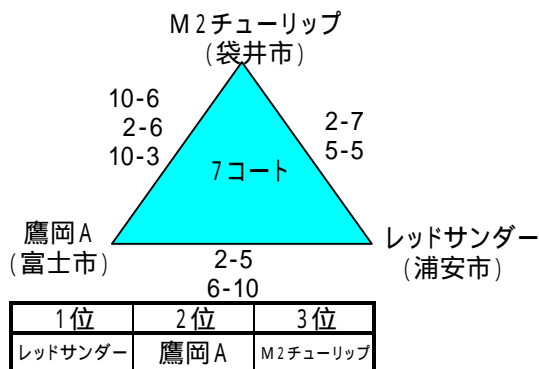 M2チューリップ
(袋井市)
10-6
2-6
10-3
2-7
5-5
7コート
鷹岡A
(富士市)
レッドサンダー
(浦安市)
2-5
6-10
1位 2位 3位
レッドサンダー 鷹岡A M2チューリップ